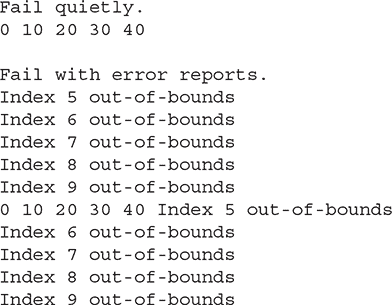 Fail quietly.
0 10 20 30 40
Fail with error reports.
Index 5 out-of-bounds
Index 6 out-of-bounds
Index 7 out-of-bounds
Index 8 out-of-bounds
Index 9 out-of-bounds
0 10 20 30 40 Index 5 out-of-bounds
Index 6 out-of-bounds
Index 7 out-of-bounds
Index 8 out-of-bounds
Index 9 out-of-bounds